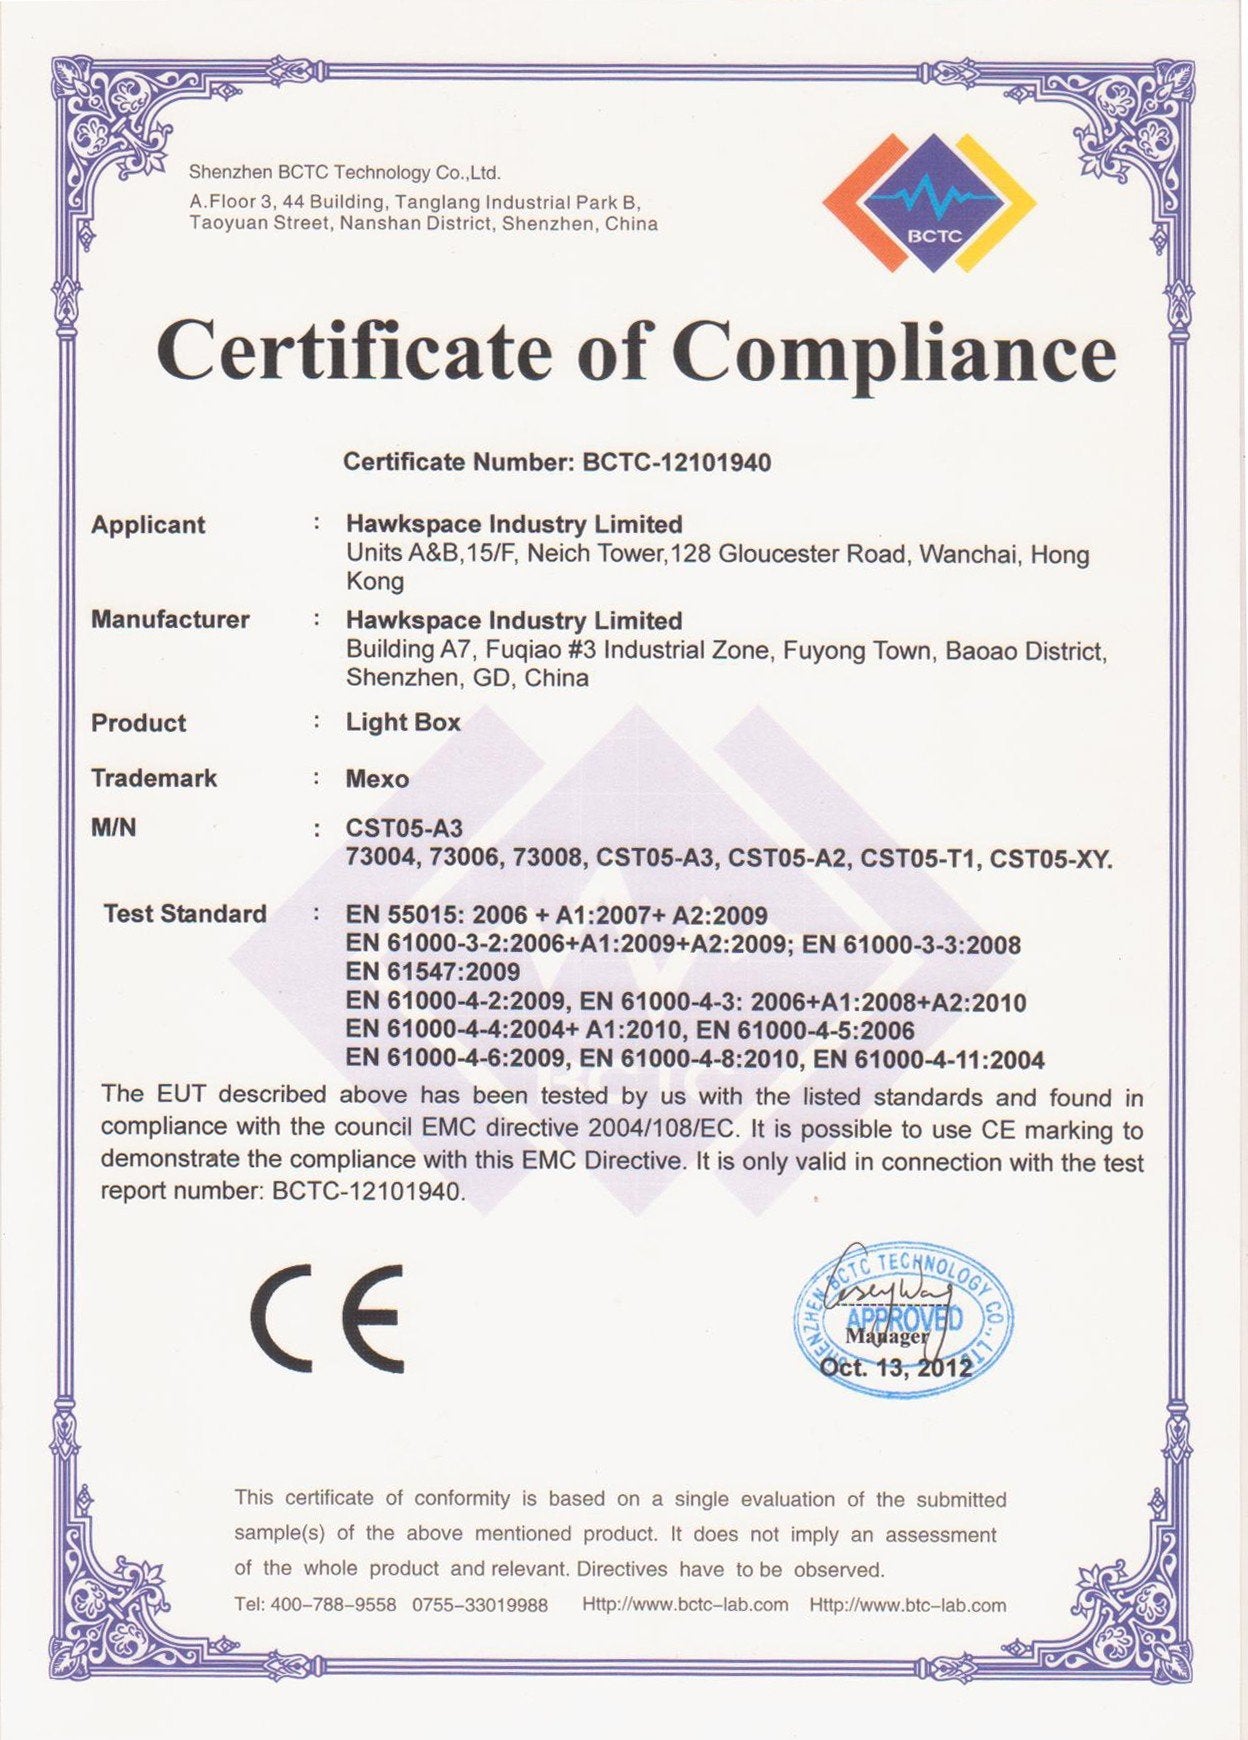 Shenzhen BCTC Technology Co.,Ltd.
A.Floor 3, 44 Building, Tanglang Industrial Park B,
Taoyuan Street, Nanshan District, Shenzhen, China
BCTC
Certificate of Compliance
Certificate Number: BCTC-12101940
Applicant : Hawkspace Industry Limited
Units A&B,15/F, Neich Tower,128 Gloucester Road, Wanchai, Hong
Kong
Manufacturer : Hawkspace Industry Limited
Building A7, Fuqiao #3 Industrial Zone, Fuyong Town, Baoao District,
Shenzhen, GD, China
Product : Light Box
Trademark : Mexo
M/N : CST05-A3
73004, 73006, 73008, CST05-A3, CST05-A2, CST05-T1, CST05-XY.
Test Standard : EN 55015: 2006 + A1:2007+ A2:2009
EN 61000-3-2:2006+A1:2009+A2:2009; EN 61000-3-3:2008
EN 61547:2009
EN 61000-4-2:2009, EN 61000-4-3: 2006+A1:2008+A2:2010
EN 61000-4-4:2004+ A1:2010, EN 61000-4-5:2006
EN 61000-4-6:2009, EN 61000-4-8:2010, EN 61000-4-11:2004
The EUT described above has been tested by us with the listed standards and found in
compliance with the council EMC directive 2004/108/EC. It is possible to use CE marking to
demonstrate the compliance with this EMC Directive. It is only valid in connection with the test
report number: BCTC-12101940.
CE
SHENZHEN BCTC TECHNOLOGY CO., LTD.
APPROVED
Manager
Oct. 13, 2012
This certificate of conformity is based on a single evaluation of the submitted
sample(s) of the above mentioned product. It does not imply an assessment
of the whole product and relevant. Directives have to be observed.
Tel: 400-788-9558 0755-33019988 Http://www.bctc-lab.com Http://www.btc-lab.com